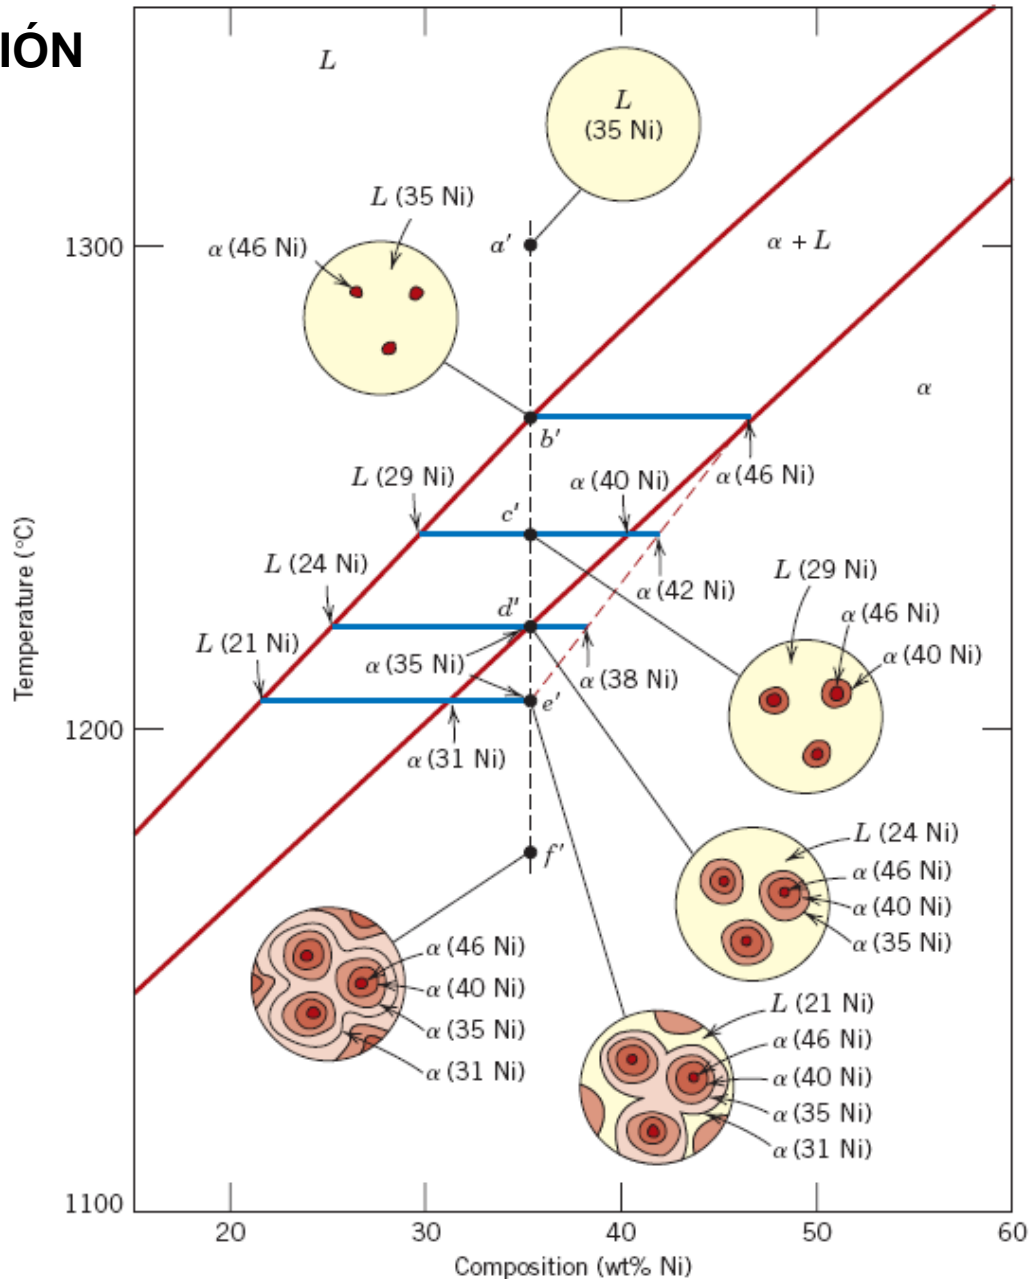 IÓN
L
L
(35 Ni)
L (35 Ni)
α (46 Ni)
1300
a′
α + L
α
b′
L (29 Ni)
α (40 Ni)
α (46 Ni)
c′
L (24 Ni)
α (42 Ni)
L (29 Ni)
d′
α (46 Ni)
L (21 Ni)
α (35 Ni)
α (40 Ni)
α (38 Ni)
e′
Temperature (°C)
1200
α (31 Ni)
f′
L (24 Ni)
α (46 Ni)
α (40 Ni)
α (35 Ni)
α (46 Ni)
α (40 Ni)
α (35 Ni)
α (31 Ni)
L (21 Ni)
α (46 Ni)
α (40 Ni)
α (35 Ni)
α (31 Ni)
1100
20
30
40
50
60
Composition (wt% Ni)